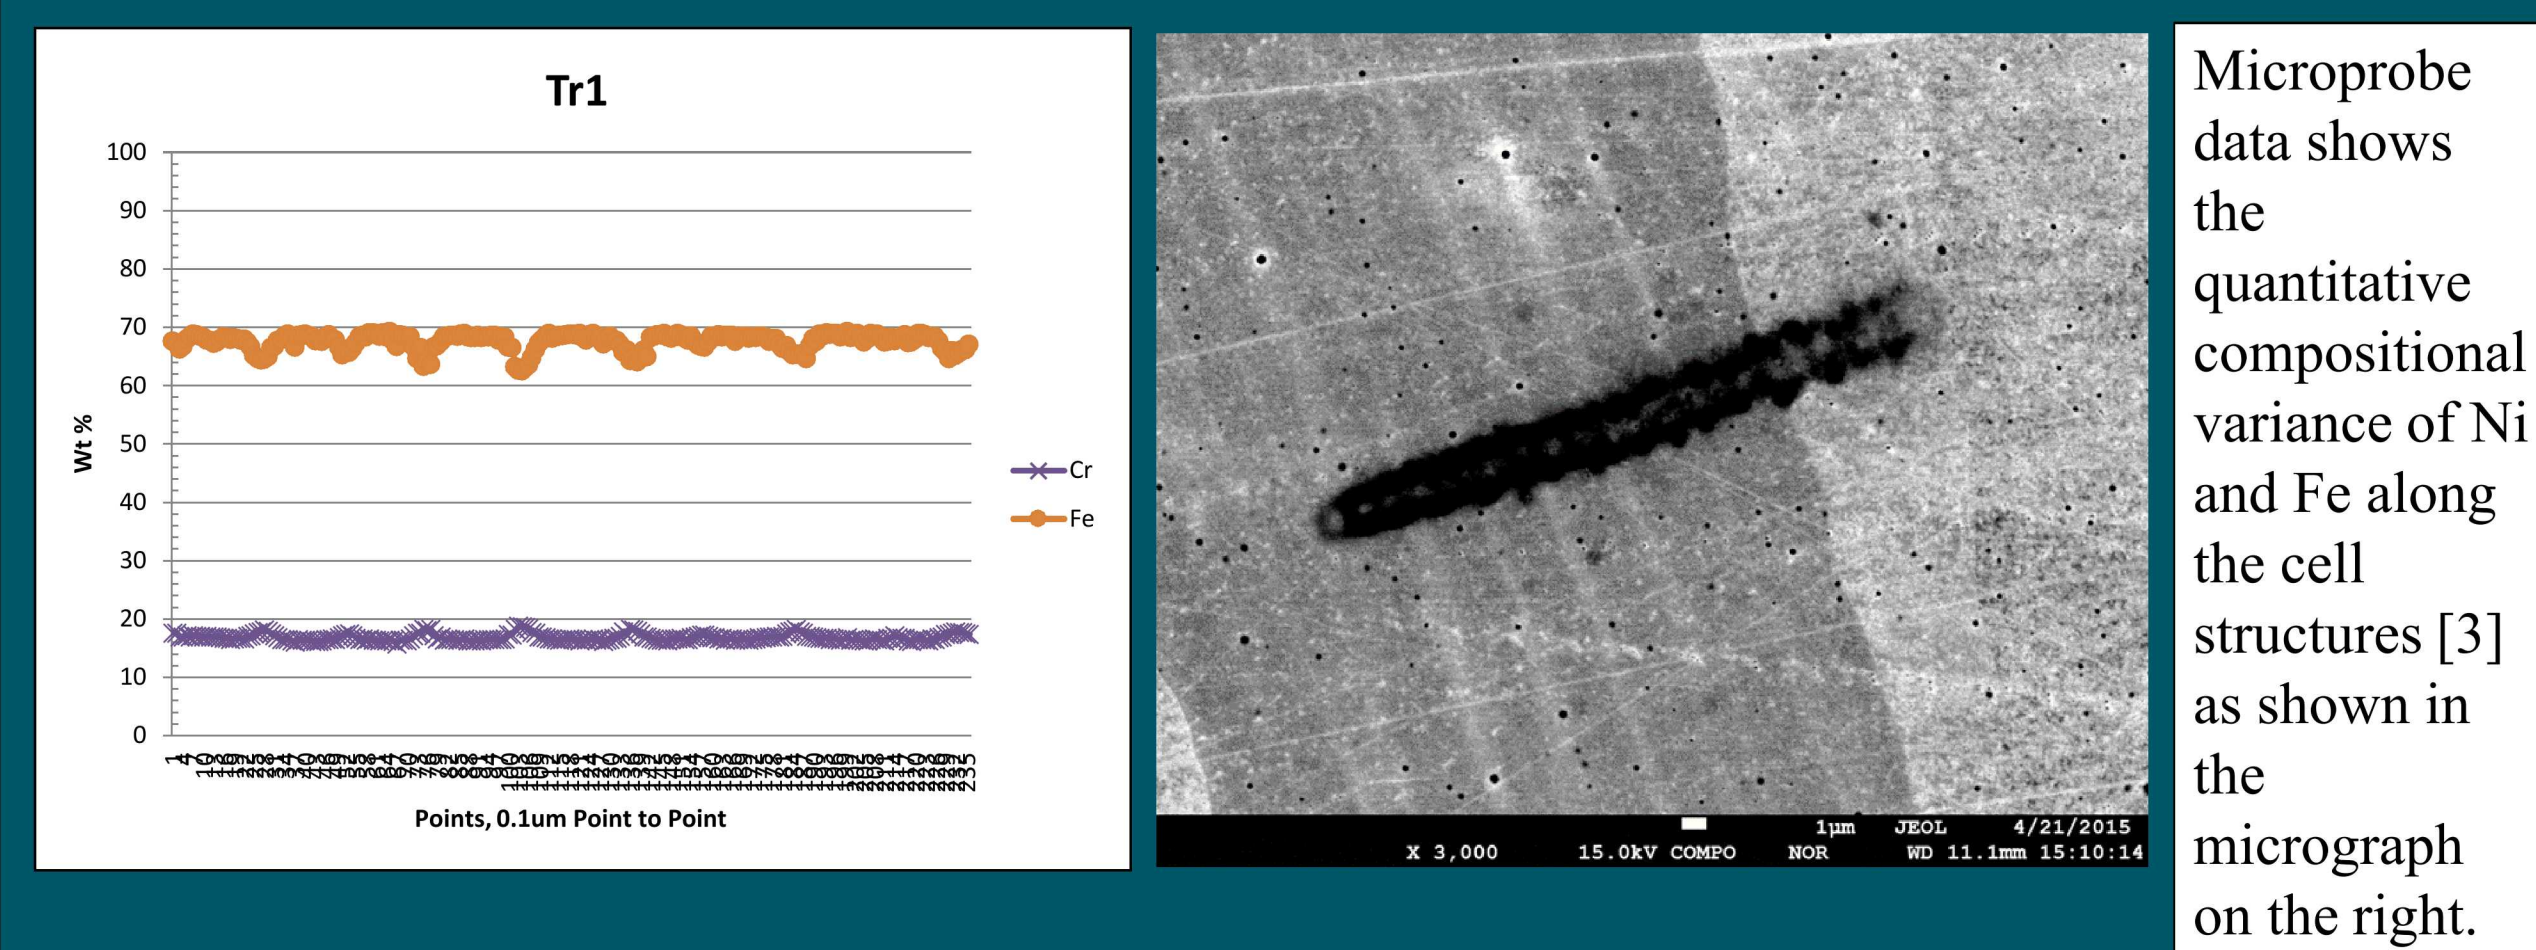 Tr1
100
90
80
70
60
50
40
30
20
10
0
Wt %
Cr
Fe
Points, 0.1um Point to Point
1µm JEOL 4/21/2015
X 3,000 15.0kV COMPO NOR WD 11.1mm 15:10:14
Microprobe
data shows
the
quantitative
compositional
variance of Ni
and Fe along
the cell
structures [3]
as shown in
the
micrograph
on the right.